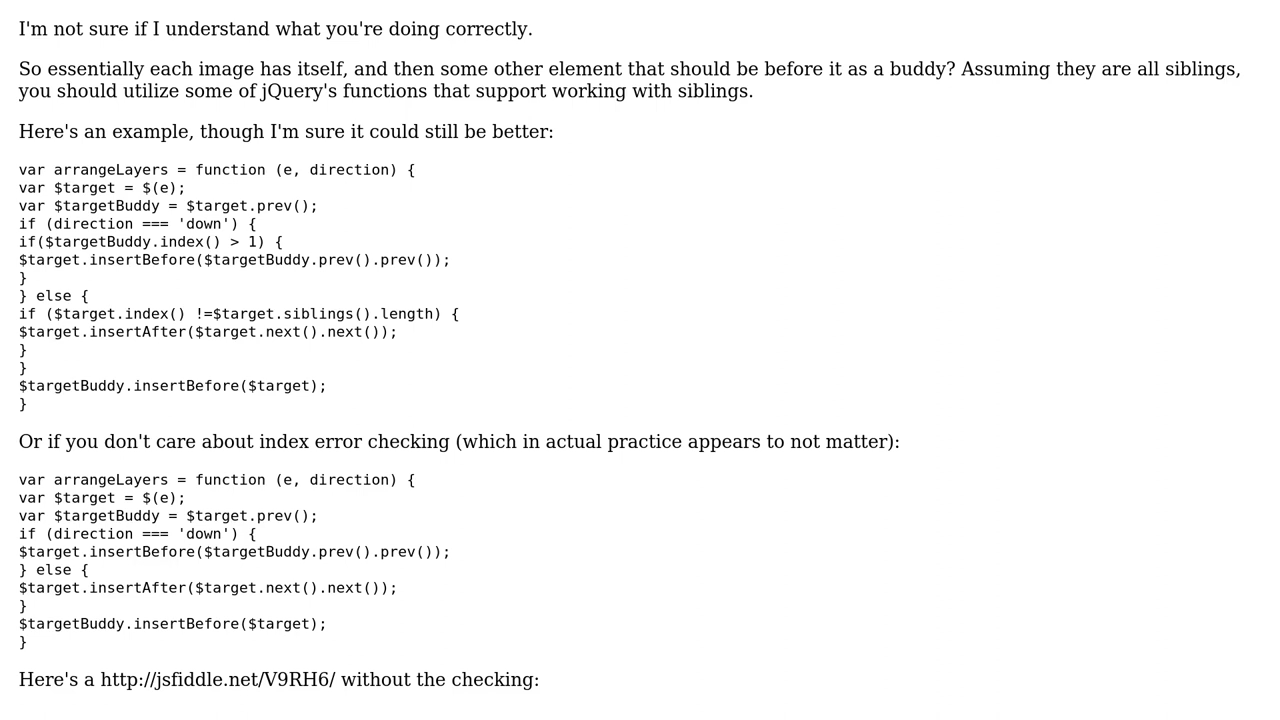 I'm not sure if I understand what you're doing correctly.
So essentially each image has itself, and then some other element that should be before it as a buddy? Assuming they are all siblings,
you should utilize some of jQuery's functions that support working with siblings.
Here's an example, though I'm sure it could still be better:
var arrangeLayers = function (e, direction) {
var $target = $(e);
var $targetBuddy = $target.prev();
if (direction === 'down') {
if($targetBuddy.index() > 1) {
$target.insertBefore($targetBuddy.prev().prev());
}
} else {
if ($target.index() !=$target.siblings().length) {
$target.insertAfter($target.next().next());
}
}
$targetBuddy.insertBefore($target);
}
Or if you don't care about index error checking (which in actual practice appears to not matter):
var arrangeLayers = function (e, direction) {
var $target = $(e);
var $targetBuddy = $target.prev();
if (direction === 'down') {
$target.insertBefore($targetBuddy.prev().prev());
} else {
$target.insertAfter($target.next().next());
}
$targetBuddy.insertBefore($target);
}
Here's a http://jsfiddle.net/V9RH6/ without the checking: